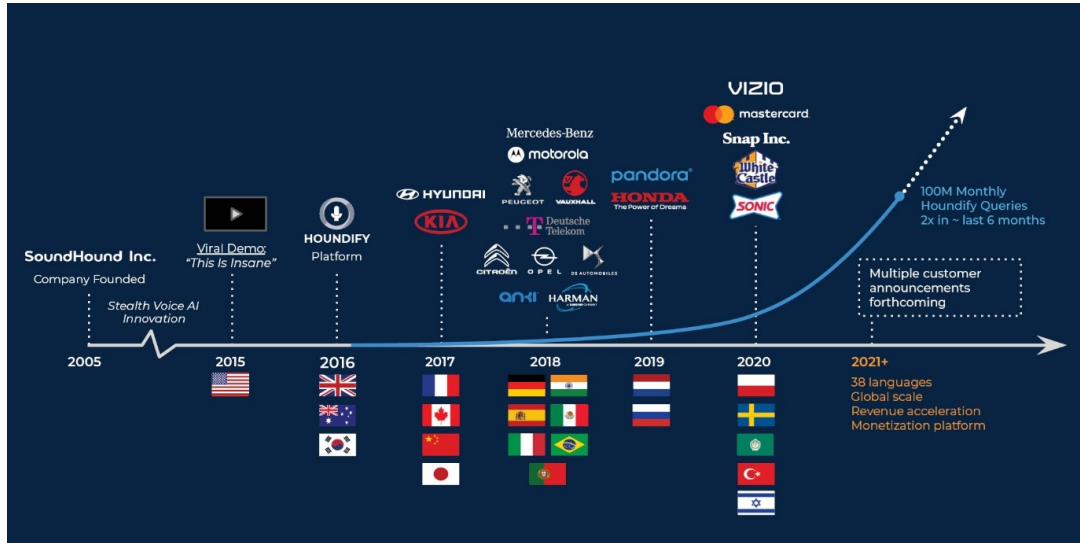 SoundHound Inc.
Company Founded
Stealth Voice AI
Innovation
Viral Demo:
"This Is Insane"
HOUNDIFY
Platform
HYUNDAI
KIA
Mercedes-Benz
motorola
PEUGEOT
VAUXHALL
T Deutsche
Telekom
CITROËN
OPEL
DS AUTOMOBILES
anki
HARMAN
pandora
HONDA
The Power of Dreams
VIZIO
mastercard
Snap Inc.
White
Castle
SONIC
100M Monthly
Houndify Queries
2x in ~ last 6 months
Multiple customer
announcements
forthcoming
2005
2015
2016
2017
2018
2019
2020
2021+
38 languages
Global scale
Revenue acceleration
Monetization platform